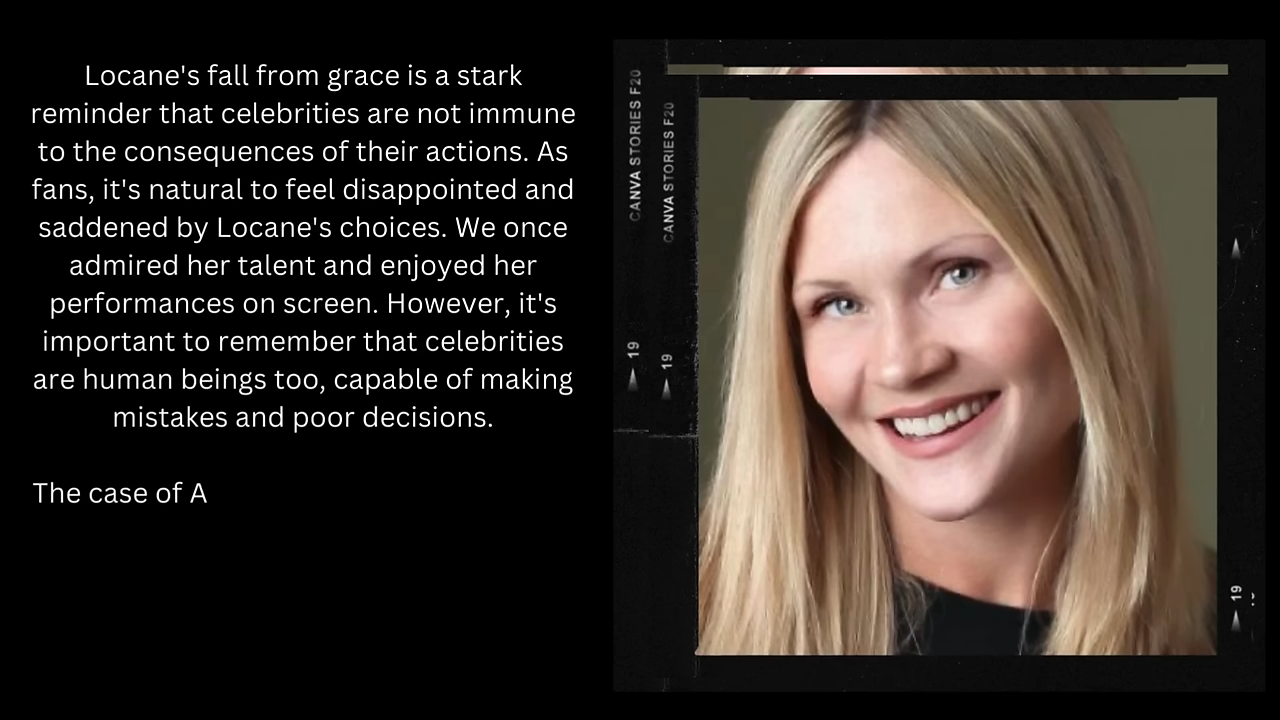 Locane's fall from grace is a stark
reminder that celebrities are not immune
to the consequences of their actions. As
fans, it's natural to feel disappointed and
saddened by Locane's choices. We once
admired her talent and enjoyed her
performances on screen. However, it's
important to remember that celebrities
are human beings too, capable of making
mistakes and poor decisions.
The case of A
CANVA STORIES F20
CANVA STORIES F20
19
19
19